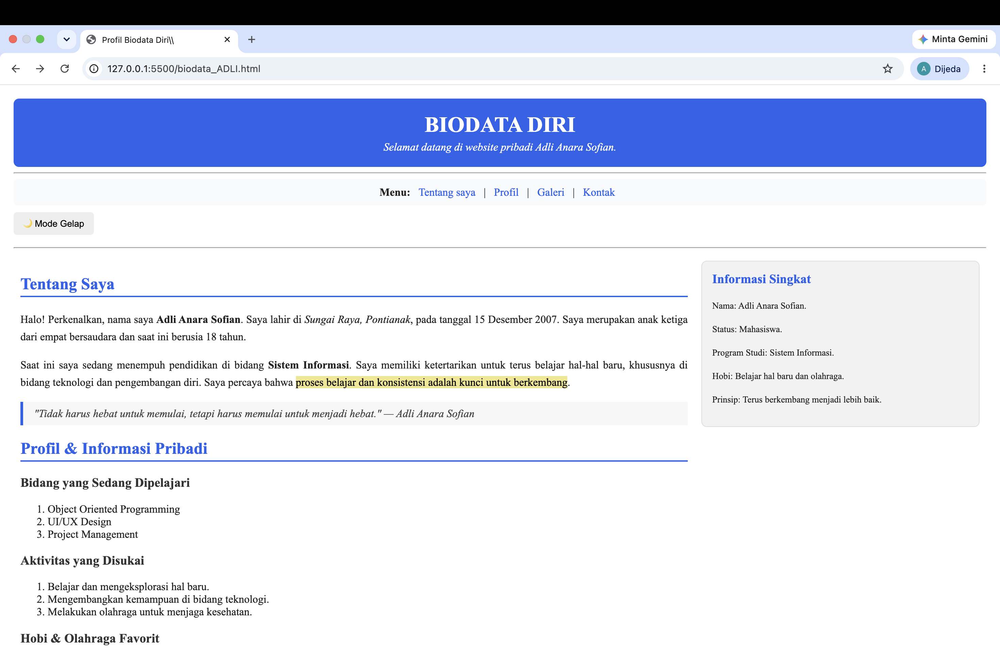 Profil Biodata Diri\\
Minta Gemini
127.0.0.1:5500/biodata_ADLI.html
A Dijeda
BIODATA DIRI
Selamat datang di website pribadi Adli Anara Sofian.
Menu: Tentang saya | Profil | Galeri | Kontak
🌙 Mode Gelap
Tentang Saya
Halo! Perkenalkan, nama saya Adli Anara Sofian. Saya lahir di Sungai Raya, Pontianak, pada tanggal 15 Desember 2007. Saya merupakan anak ketiga
dari empat bersaudara dan saat ini berusia 18 tahun.
Saat ini saya sedang menempuh pendidikan di bidang Sistem Informasi. Saya memiliki ketertarikan untuk terus belajar hal-hal baru, khususnya di
bidang teknologi dan pengembangan diri. Saya percaya bahwa proses belajar dan konsistensi adalah kunci untuk berkembang.
"Tidak harus hebat untuk memulai, tetapi harus memulai untuk menjadi hebat." — Adli Anara Sofian
Profil & Informasi Pribadi
Bidang yang Sedang Dipelajari
1. Object Oriented Programming
2. UI/UX Design
3. Project Management
Aktivitas yang Disukai
1. Belajar dan mengeksplorasi hal baru.
2. Mengembangkan kemampuan di bidang teknologi.
3. Melakukan olahraga untuk menjaga kesehatan.
Hobi & Olahraga Favorit
Informasi Singkat
Nama: Adli Anara Sofian.
Status: Mahasiswa.
Program Studi: Sistem Informasi.
Hobi: Belajar hal baru dan olahraga.
Prinsip: Terus berkembang menjadi lebih baik.